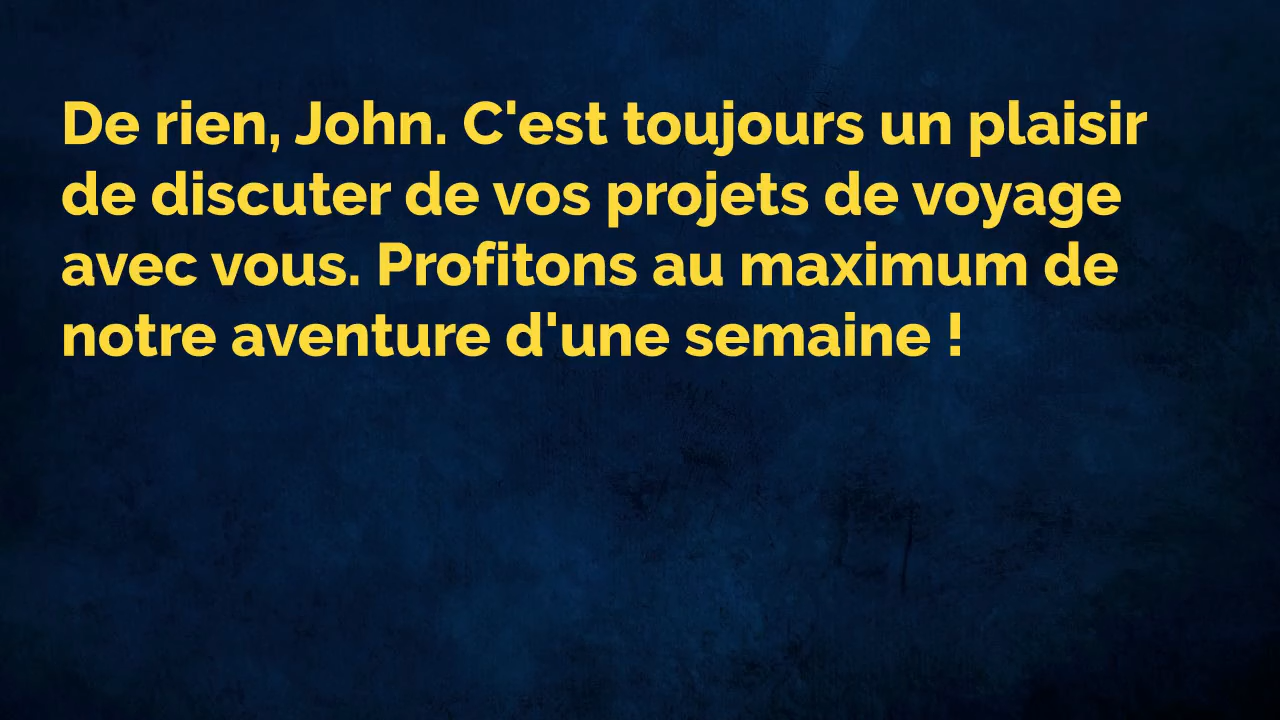 De rien, John. C'est toujours un plaisir
de discuter de vos projets de voyage
avec vous. Profitons au maximum de
notre aventure d'une semaine !